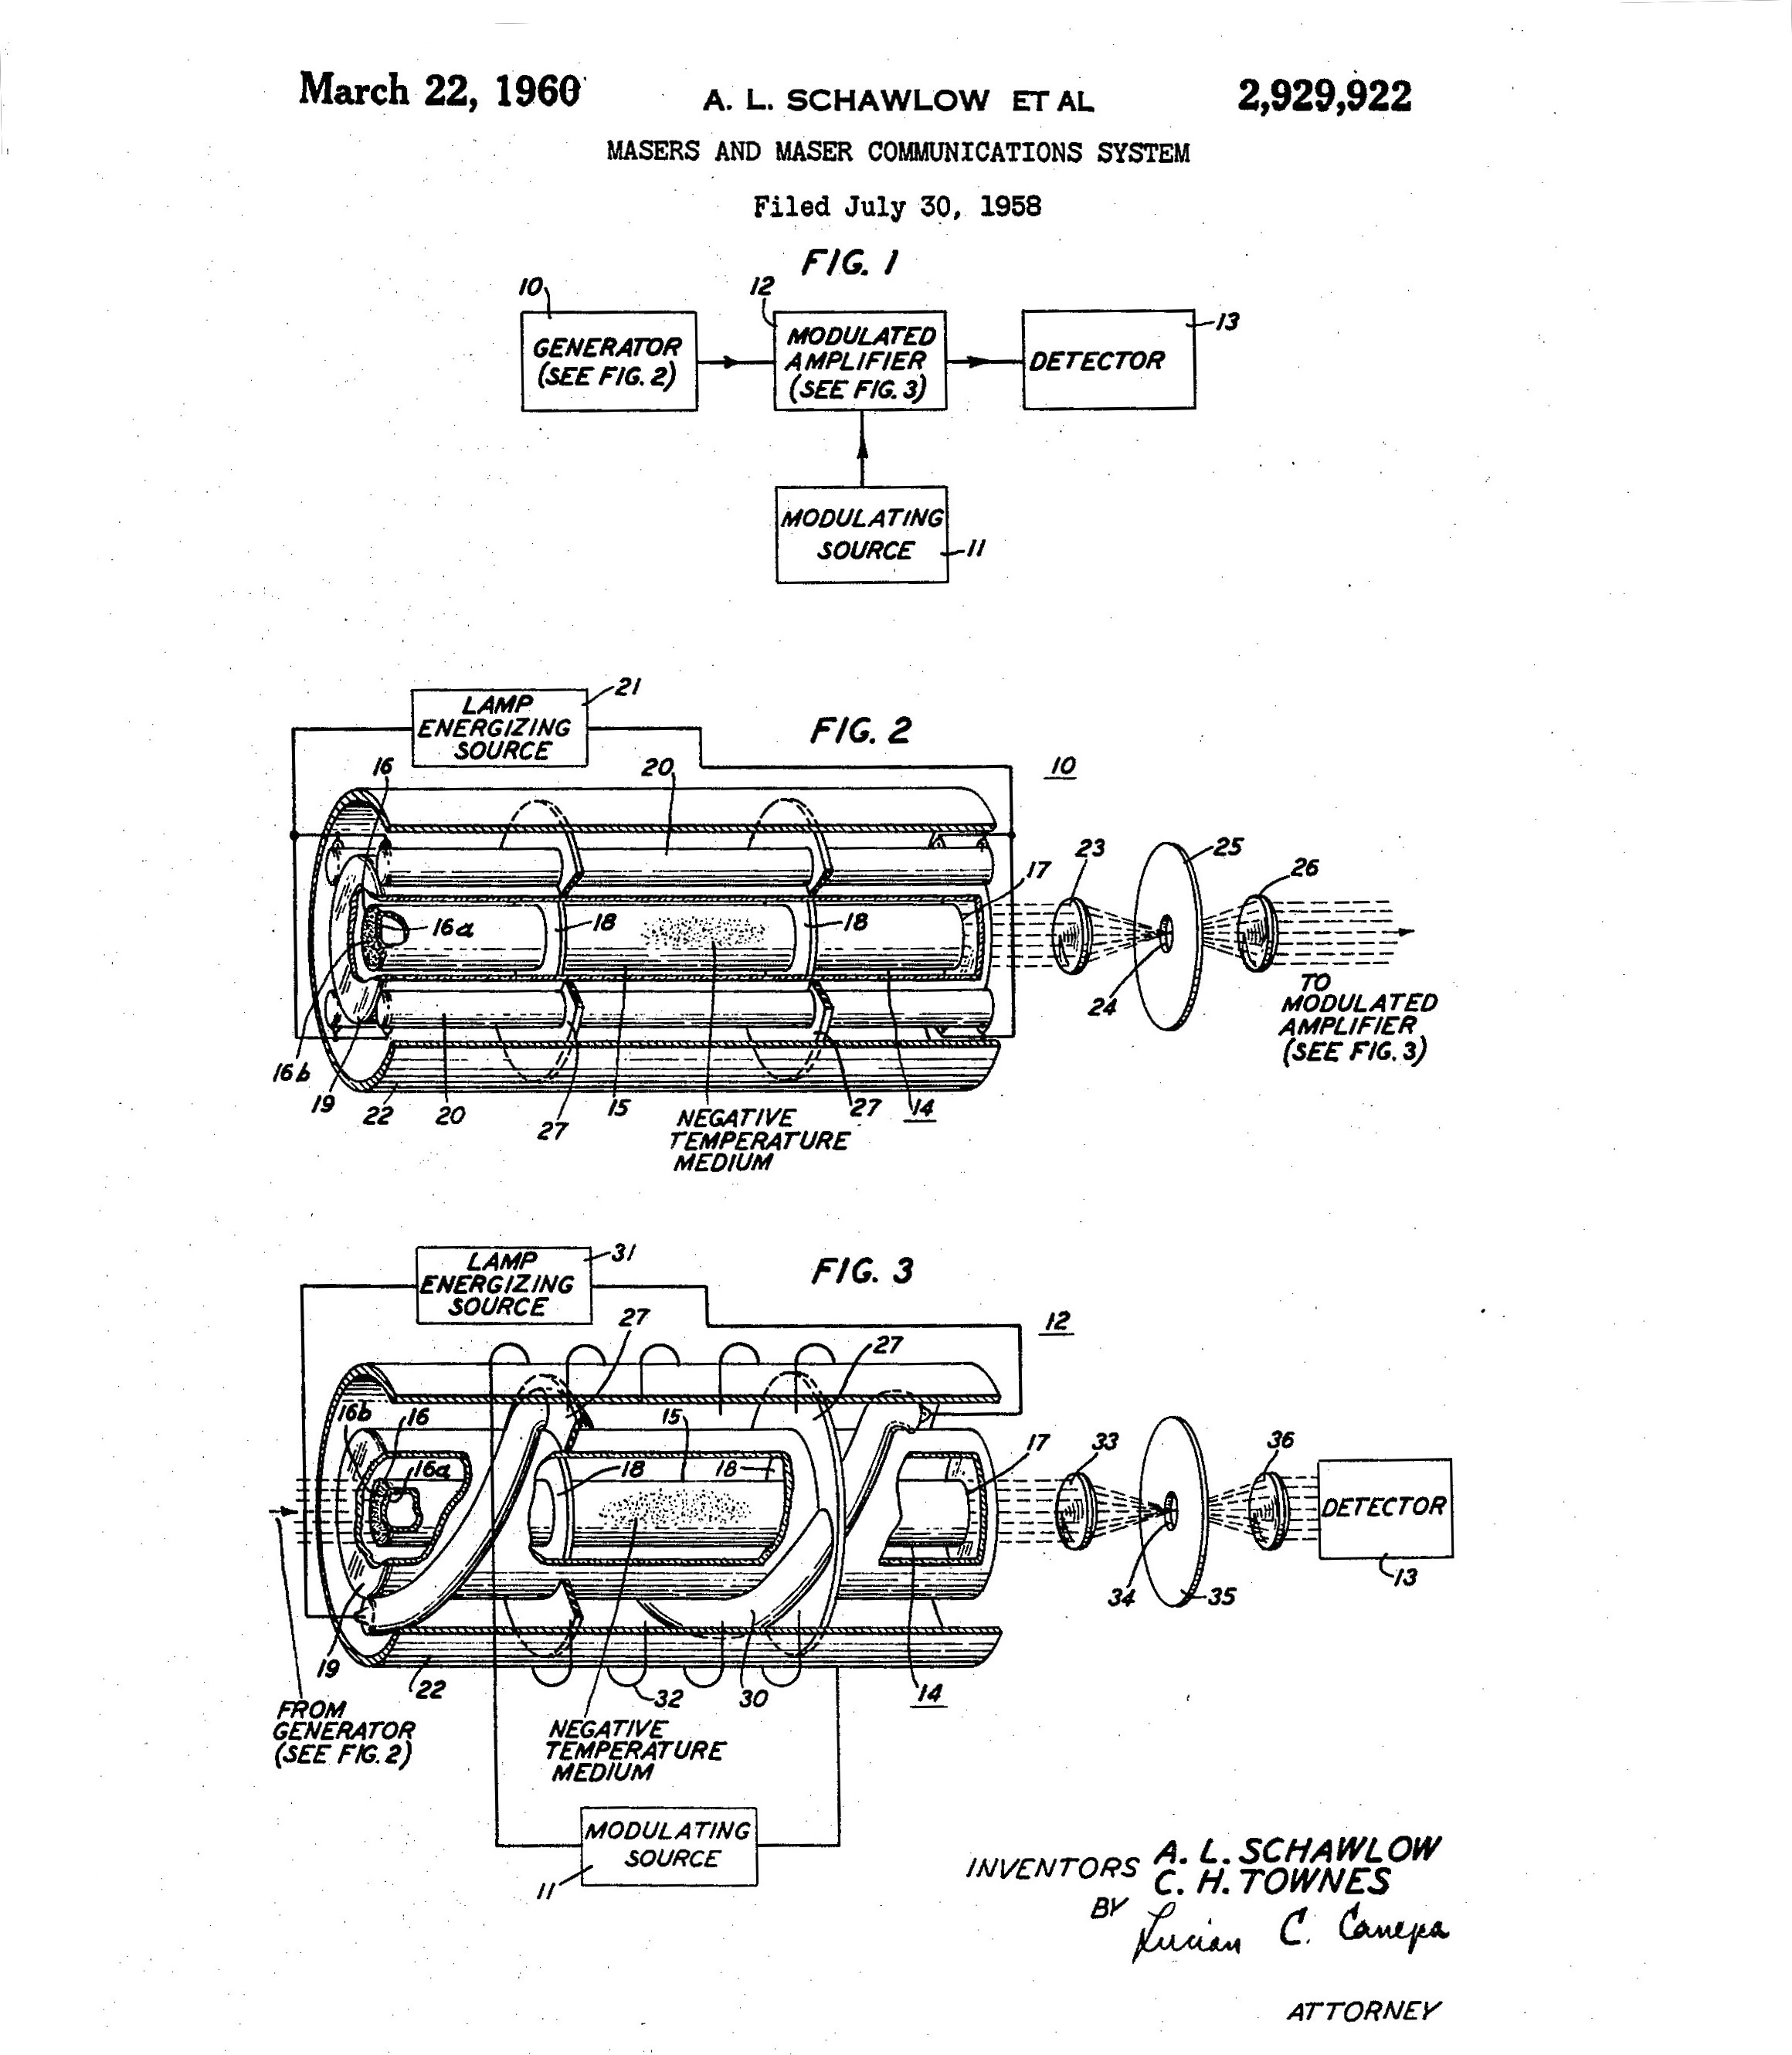 March 22, 1960
A. L. SCHAWLOW ET AL
2,929,922
MASERS AND MASER COMMUNICATIONS SYSTEM
Filed July 30, 1958
FIG. 1
10
12
13
GENERATOR
(SEE FIG. 2)
MODULATED
AMPLIFIER
(SEE FIG. 3)
DETECTOR
MODULATING
SOURCE
11
LAMP
ENERGIZING
SOURCE
21
FIG. 2
16
20
10
23
25
26
17
16a
18
18
24
TO
MODULATED
AMPLIFIER
(SEE FIG. 3)
16b
19
22
20
27
15
NEGATIVE
TEMPERATURE
MEDIUM
27
14
LAMP
ENERGIZING
SOURCE
31
FIG. 3
27
12
27
16b
16
15
16a
18
18
17
33
36
DETECTOR
13
34
35
19
22
32
30
14
FROM
GENERATOR
(SEE FIG. 2)
NEGATIVE
TEMPERATURE
MEDIUM
MODULATING
SOURCE
11
INVENTORS
A. L. SCHAWLOW
C. H. TOWNES
BY
Lucian C. Canepa
ATTORNEY